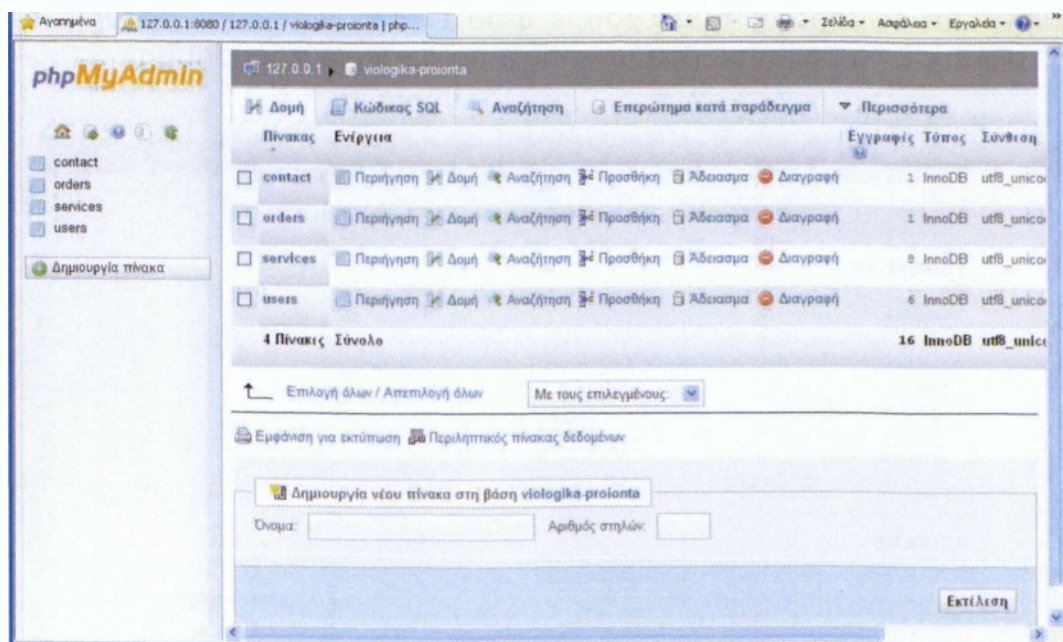 Αγαπημένα 127.0.0.1:8080 / 127.0.0.1 / viologika-proionta | php... Σελίδα Ασφάλεια Εργαλεία
phpMyAdmin
contact
orders
services
users
Δημιουργία πίνακα
127.0.0.1 viologika-proionta
Δομή Κώδικας SQL Αναζήτηση Επερώτημα κατά παράδειγμα Περισσότερα
Πίνακας Ενέργεια Εγγραφές Τύπος Σύνθεση
contact Περιήγηση Δομή Αναζήτηση Προσθήκη Άδειασμα Διαγραφή 1 InnoDB utf8_unico
orders Περιήγηση Δομή Αναζήτηση Προσθήκη Άδειασμα Διαγραφή 1 InnoDB utf8_unico
services Περιήγηση Δομή Αναζήτηση Προσθήκη Άδειασμα Διαγραφή 8 InnoDB utf8_unico
users Περιήγηση Δομή Αναζήτηση Προσθήκη Άδειασμα Διαγραφή 6 InnoDB utf8_unico
4 Πίνακες Σύνολο 16 InnoDB utf8_unico
Επιλογή όλων / Απεπιλογή όλων Με τους επιλεγμένους:
Εμφάνιση για εκτύπωση Περιληπτικός πίνακας δεδομένων
Δημιουργία νέου πίνακα στη βάση viologika-proionta
Όνομα: Αριθμός στηλών:
Εκτέλεση